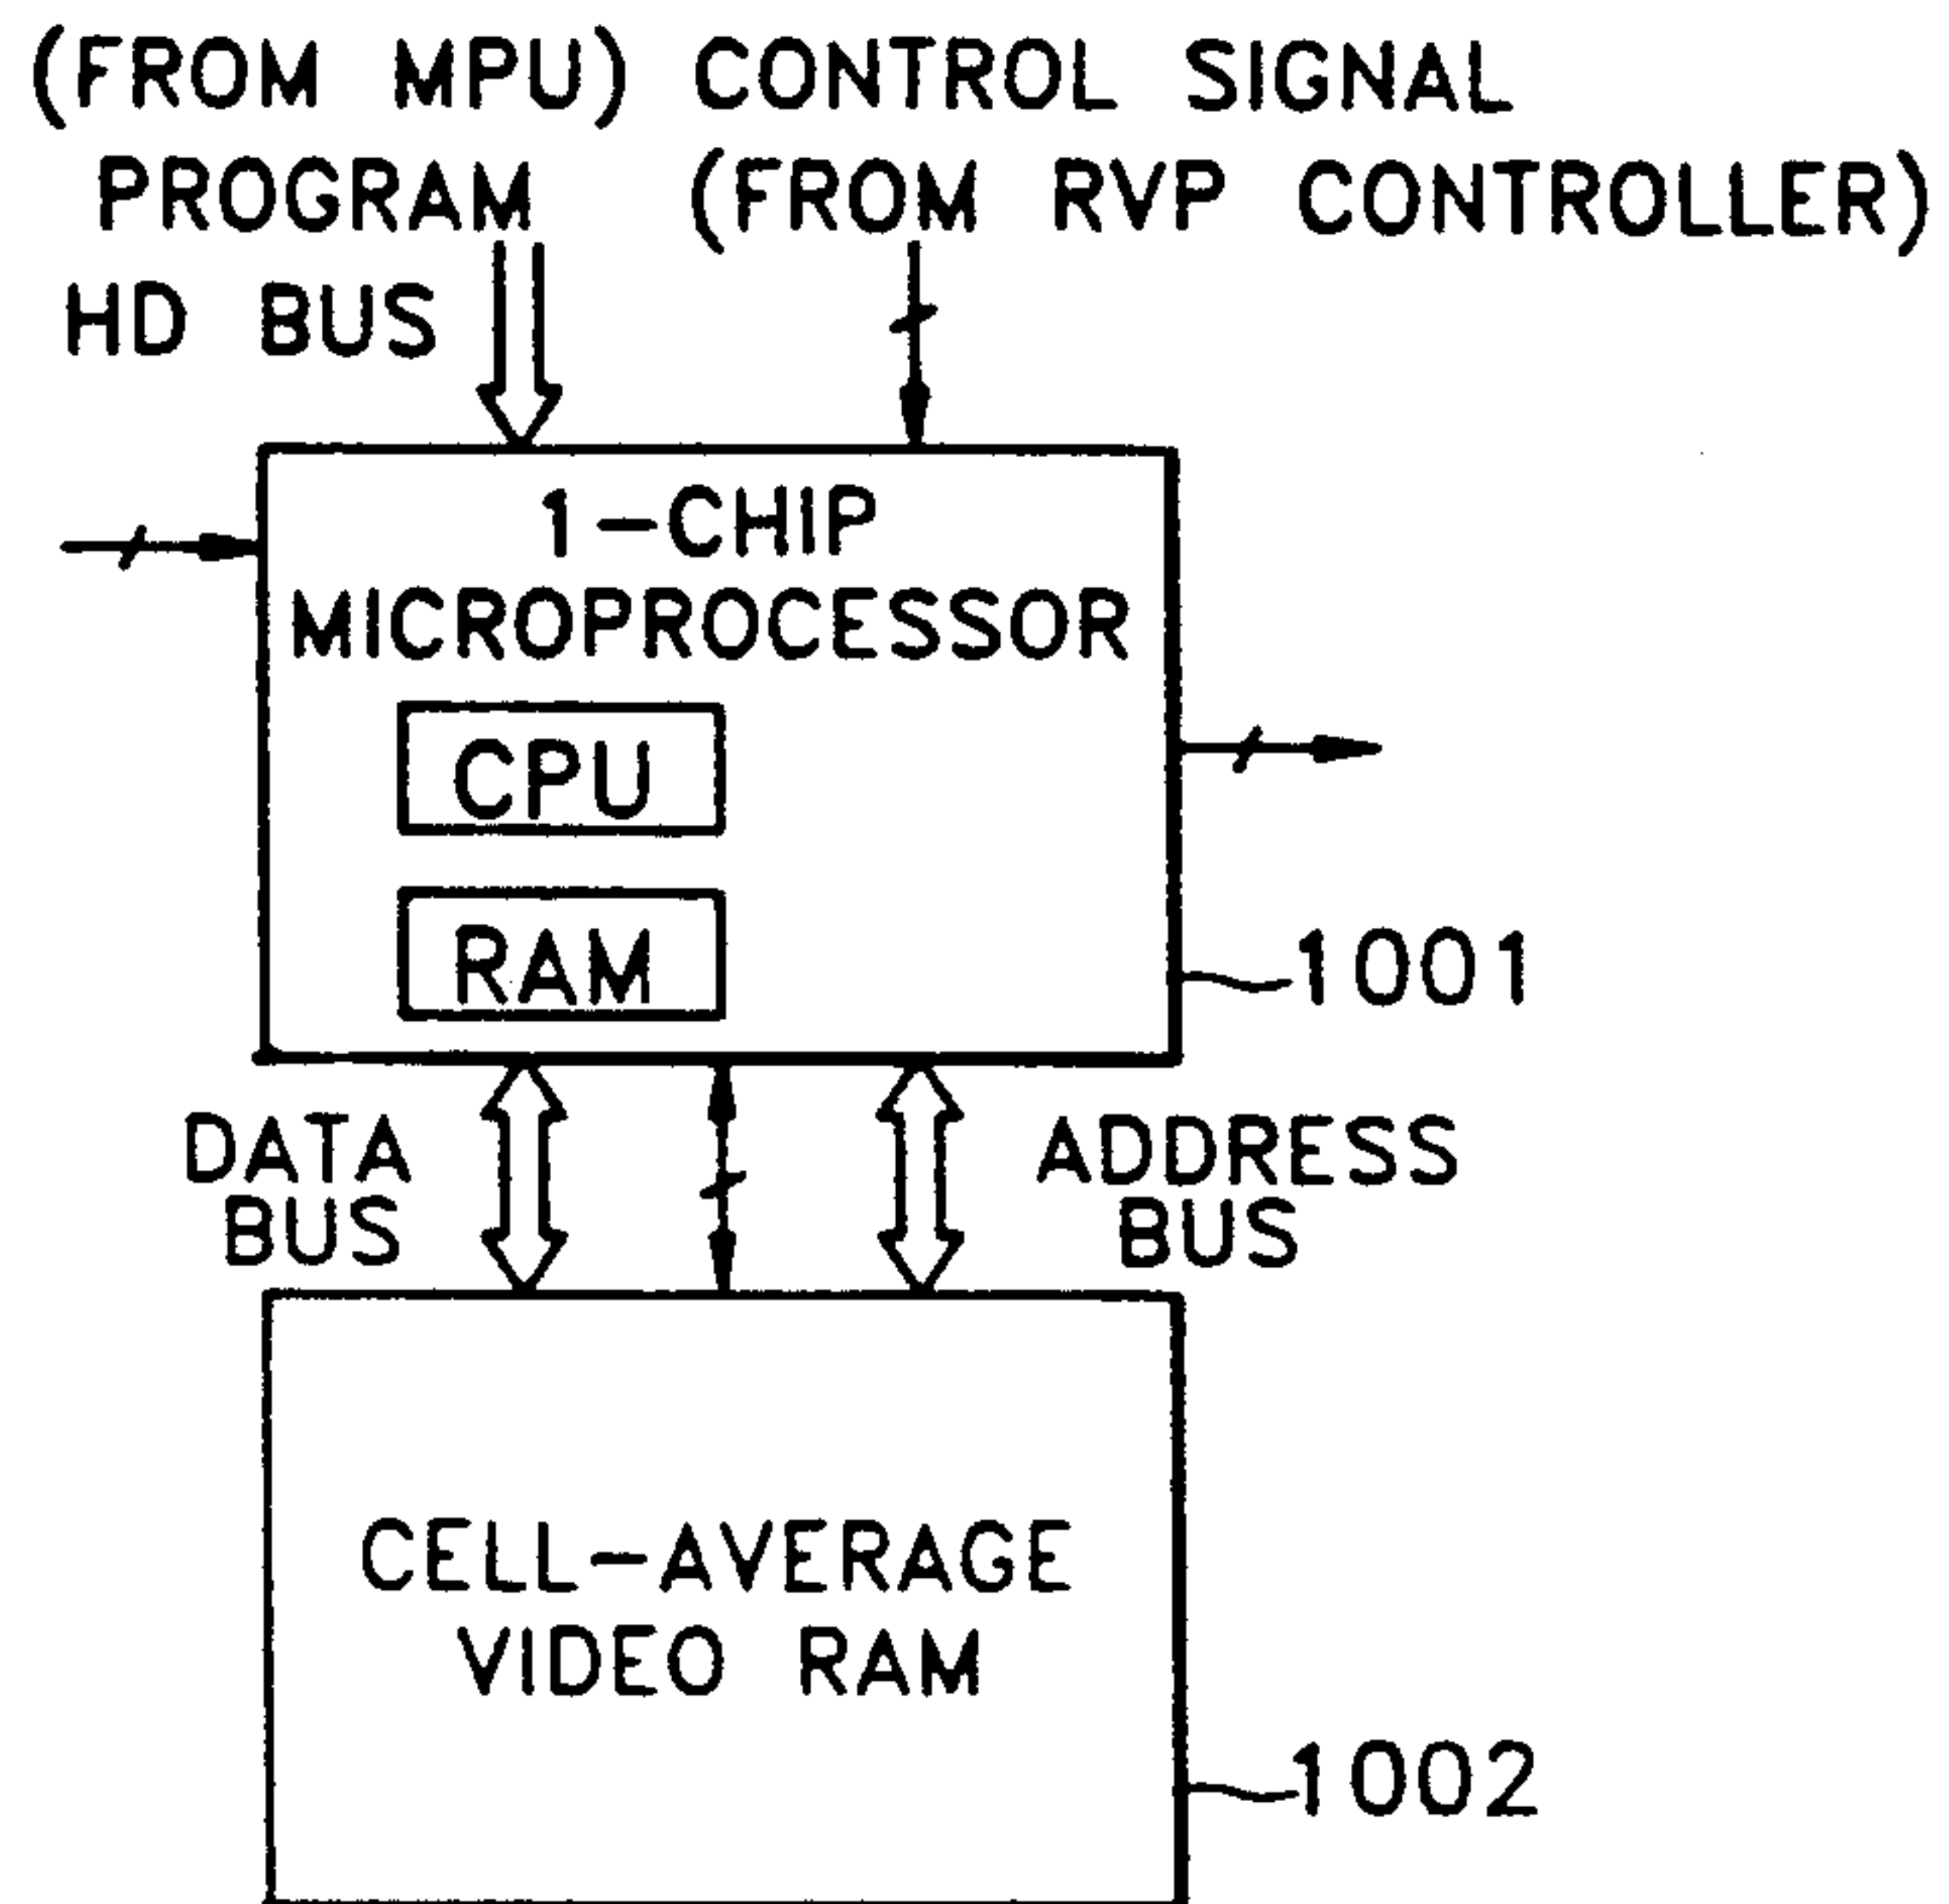 (FROM MPU)
PROGRAM
CONTROL SIGNAL
(FROM RVP CONTROLLER)
HD BUS
1-CHIP
MICROPROCESSOR
CPU
RAM
1001
DATA
BUS
ADDRESS
BUS
CELL-AVERAGE
VIDEO RAM
1002